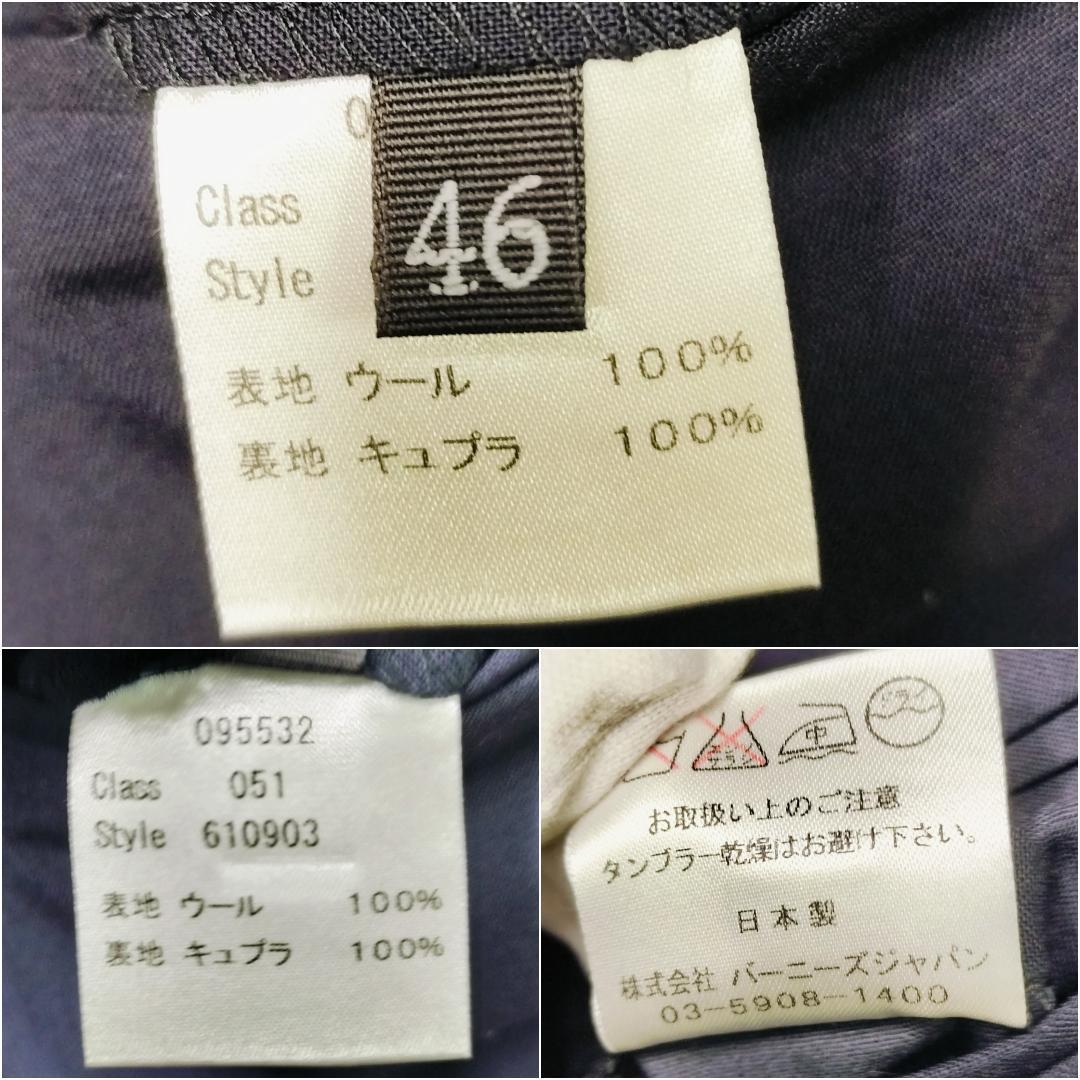 0
46
Class
Style
表地 ウール 100%
裏地 キュプラ 100%
095532
Class 051
Style 610903
表地 ウール 100%
裏地 キュプラ 100%
中 ドライ
お取扱い上のご注意
タンブラー乾燥はお避け下さい。
日本製
株式会社 バーニーズジャパン
03-5908-1400